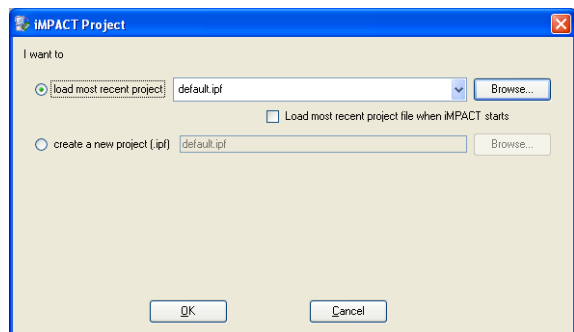 iMPACT Project
I want to
load most recent project default.ipf Browse...
Load most recent project file when iMPACT starts
create a new project (.ipf) default.ipf Browse...
OK Cancel